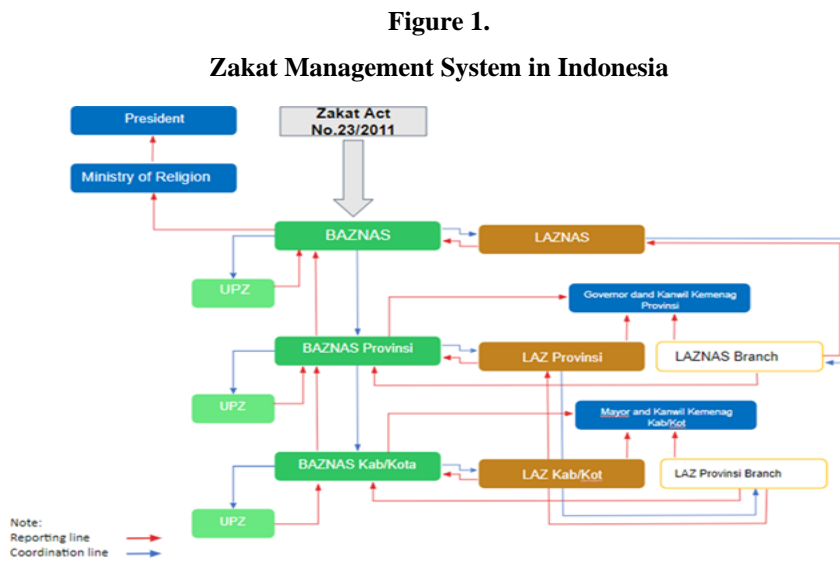 Figure 1.
Zakat Management System in Indonesia
President
Zakat Act
No.23/2011
Ministry of Religion
BAZNAS
LAZNAS
UPZ
Governor dand Kanwil Kemenag
Provinsi
BAZNAS Provinsi
LAZ Provinsi
LAZNAS Branch
UPZ
Mayor and Kanwil Kemenag
Kab/Kot
BAZNAS Kab/Kota
LAZ Kab/Kot
LAZ Provinsi Branch
UPZ
Note:
Reporting line
Coordination line